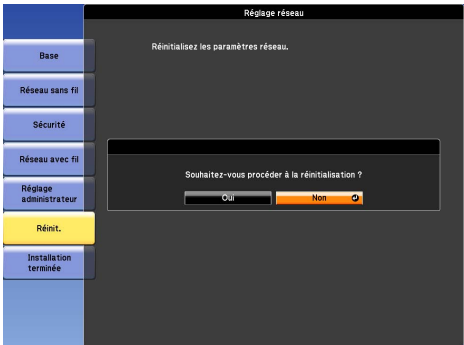 Réglage réseau
Réinitialisez les paramètres réseau.
Base
Réseau sans fil
Sécurité
Réseau avec fil
Réglage
administrateur
Réinit.
Installation
terminée
Souhaitez-vous procéder à la réinitialisation ?
Oui
Non